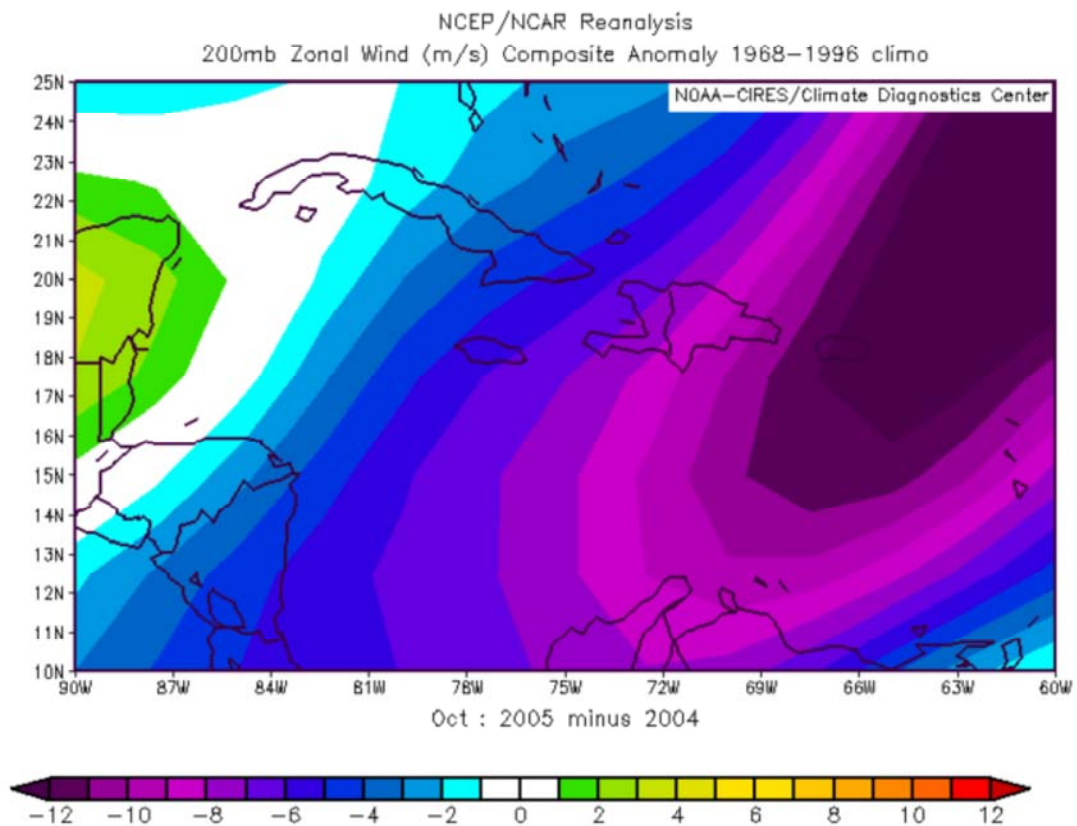 NCEP/NCAR Reanalysis
200mb Zonal Wind (m/s) Composite Anomaly 1968-1996 climo
NOAA-CIRES/Climate Diagnostics Center
25N
24N
23N
22N
21N
20N
19N
18N
17N
16N
15N
14N
13N
12N
11N
10N
90W 87W 84W 81W 78W 75W 72W 69W 66W 63W 60W
Oct : 2005 minus 2004
-12 -10 -8 -6 -4 -2 0 2 4 6 8 10 12